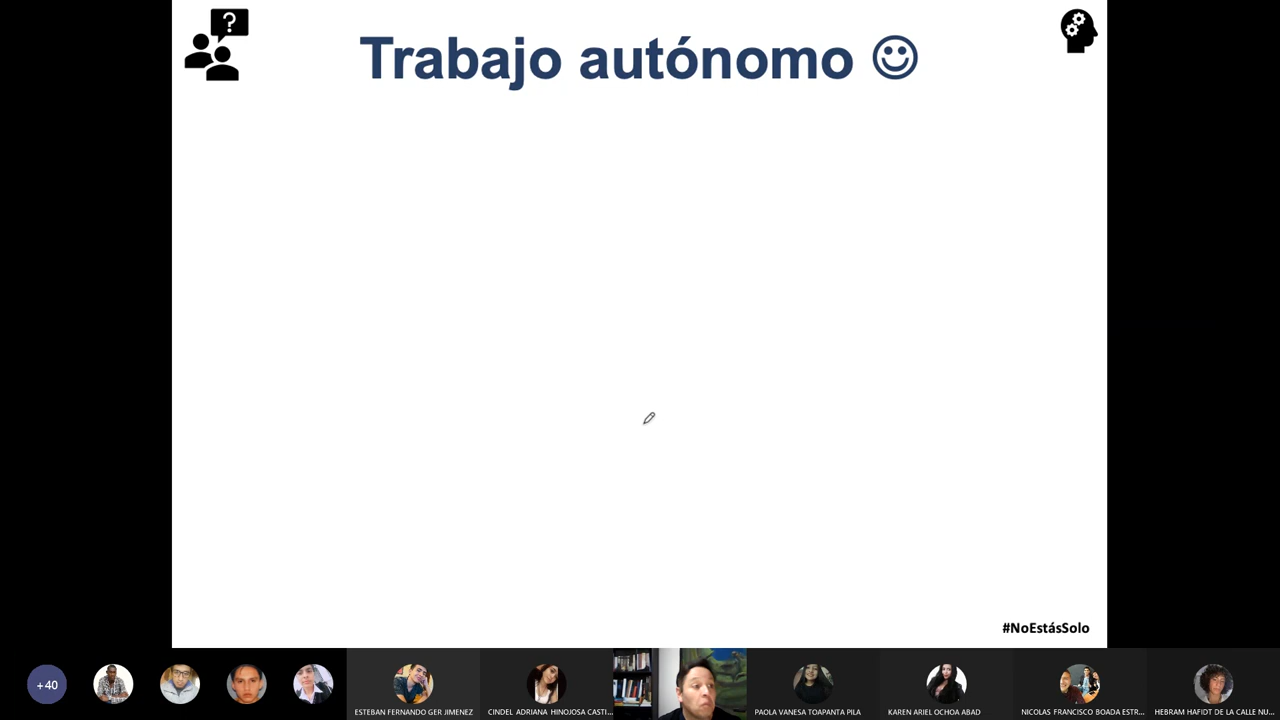 ?
Trabajo autónomo ☺
#NoEstásSolo
+40
ESTEBAN FERNANDO GER JIMENEZ
CINDEL ADRIANA HINOJOSA CASTI...
PAOLA VANESA TOAPANTA PILA
KAREN ARIEL OCHOA ABAD
NICOLAS FRANCISCO BOADA ESTR...
HEBRAM HAFIDT DE LA CALLE NU...